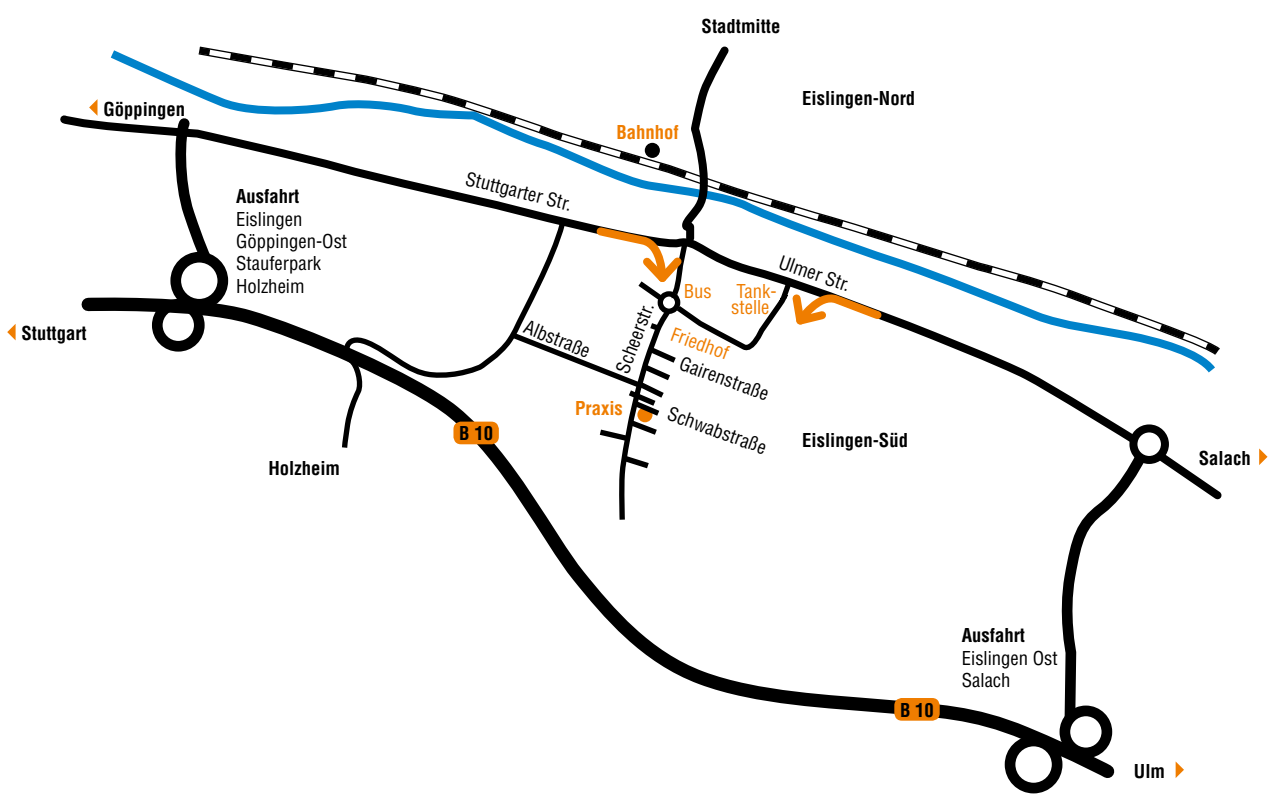 Stadtmitte
Eislingen-Nord
Göppingen
Bahnhof
Stuttgarter Str.
Ausfahrt
Eislingen
Göppingen-Ost
Stauferpark
Holzheim
Ulmer Str.
Bus
Tank-
stelle
Stuttgart
Albstraße
Scheerstr.
Friedhof
Gairenstraße
Praxis
Schwabstraße
Eislingen-Süd
B 10
Holzheim
Salach
Ausfahrt
Eislingen Ost
Salach
B 10
Ulm